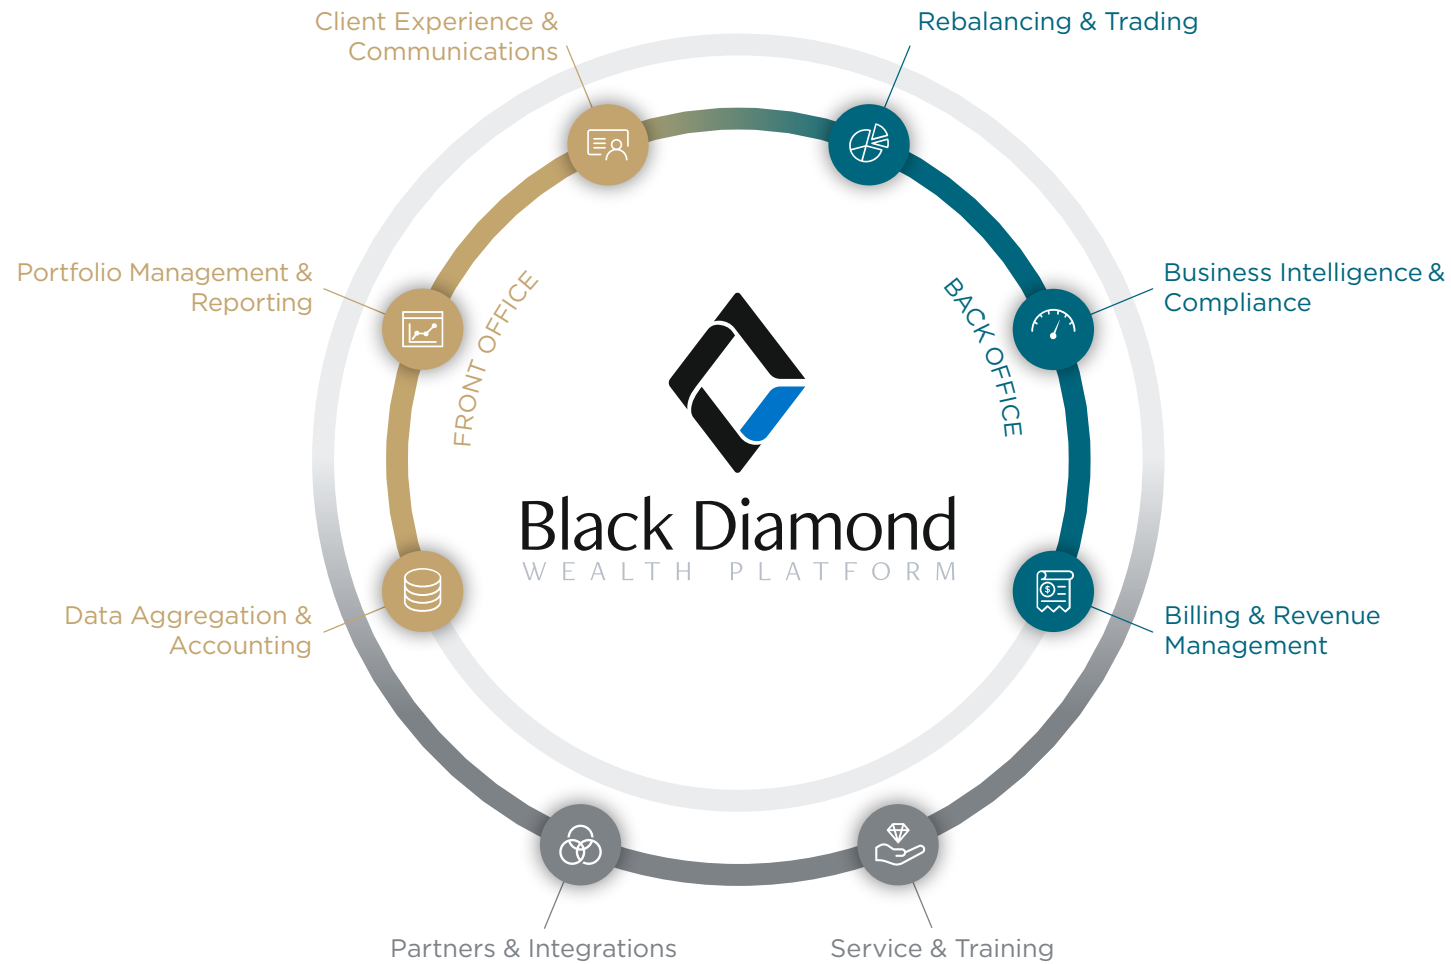 Client Experience &
Communications
Rebalancing & Trading
Portfolio Management &
Reporting
Business Intelligence &
Compliance
FRONT OFFICE
BACK OFFICE
Black Diamond
WEALTH PLATFORM
$
Data Aggregation &
Accounting
Billing & Revenue
Management
Partners & Integrations
Service & Training